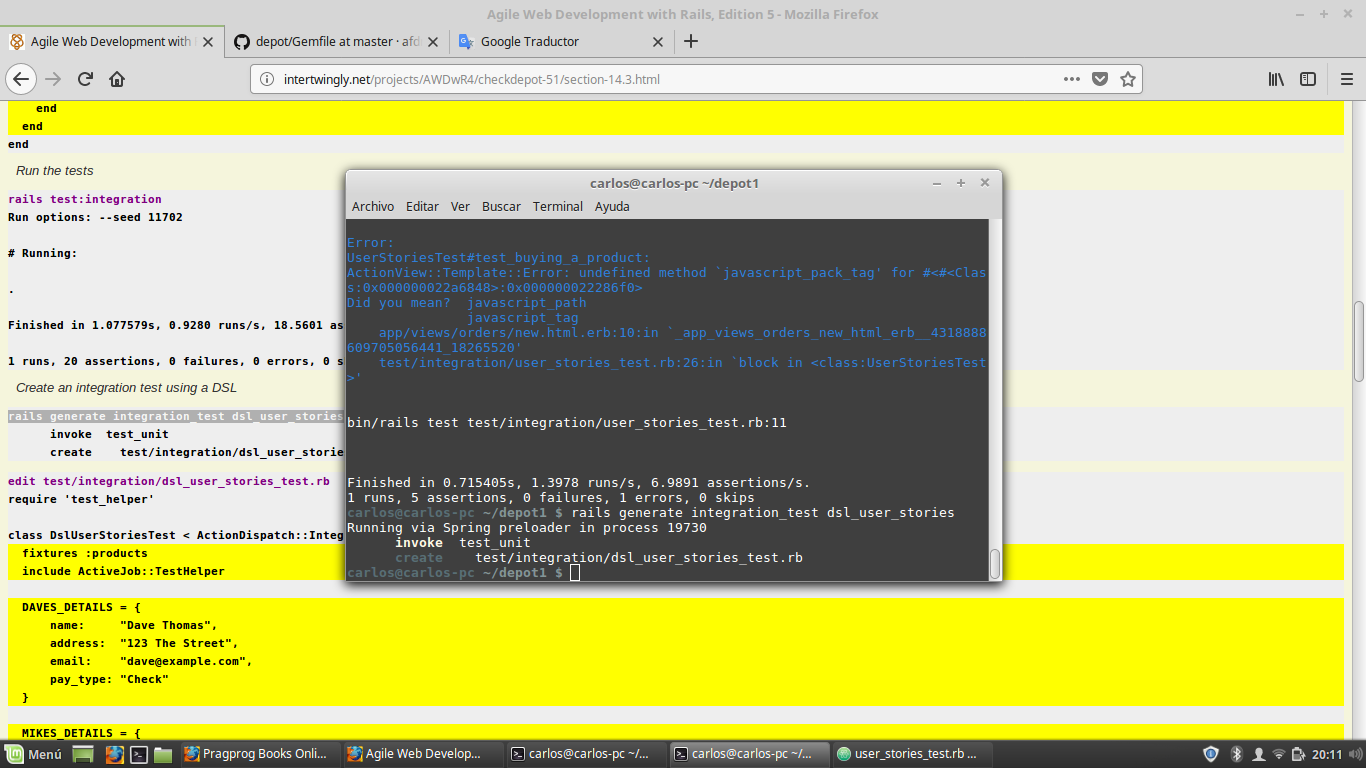 Agile Web Development with Rails, Edition 5 - Mozilla Firefox
Agile Web Development with
depot/Gemfile at master · afd
Google Traductor
intertwingly.net/projects/AWDwR4/checkdepot-51/section-14.3.html
end
end
end
Run the tests
rails test:integration
Run options: --seed 11702
# Running:
.
Finished in 1.077579s, 0.9280 runs/s, 18.5601 as
1 runs, 20 assertions, 0 failures, 0 errors, 0 s
Create an integration test using a DSL
rails generate integration_test dsl_user_stories
invoke test_unit
create test/integration/dsl_user_storie
edit test/integration/dsl_user_stories_test.rb
require 'test_helper'
class DslUserStoriesTest < ActionDispatch::Integ
fixtures :products
include ActiveJob::TestHelper
DAVES_DETAILS = {
name: "Dave Thomas",
address: "123 The Street",
email: "dave@example.com",
pay_type: "Check"
}
MIKES_DETAILS = {
carlos@carlos-pc ~/depot1
Archivo Editar Ver Buscar Terminal Ayuda
Error:
UserStoriesTest#test_buying_a_product:
ActionView::Template::Error: undefined method `javascript_pack_tag' for #<#<Clas
s:0x000000022a6848>:0x000000022286f0>
Did you mean? javascript_path
javascript_tag
app/views/orders/new.html.erb:10:in `_app_views_orders_new_html_erb__4318888
609705056441_18265520'
test/integration/user_stories_test.rb:26:in `block in <class:UserStoriesTest
>'
bin/rails test test/integration/user_stories_test.rb:11
Finished in 0.715405s, 1.3978 runs/s, 6.9891 assertions/s.
1 runs, 5 assertions, 0 failures, 1 errors, 0 skips
carlos@carlos-pc ~/depot1 $ rails generate integration_test dsl_user_stories
Running via Spring preloader in process 19730
invoke test_unit
create test/integration/dsl_user_stories_test.rb
carlos@carlos-pc ~/depot1 $
Menú
Pragprog Books Onli...
Agile Web Develop...
carlos@carlos-pc ~/...
carlos@carlos-pc ~/...
user_stories_test.rb ...
20:11